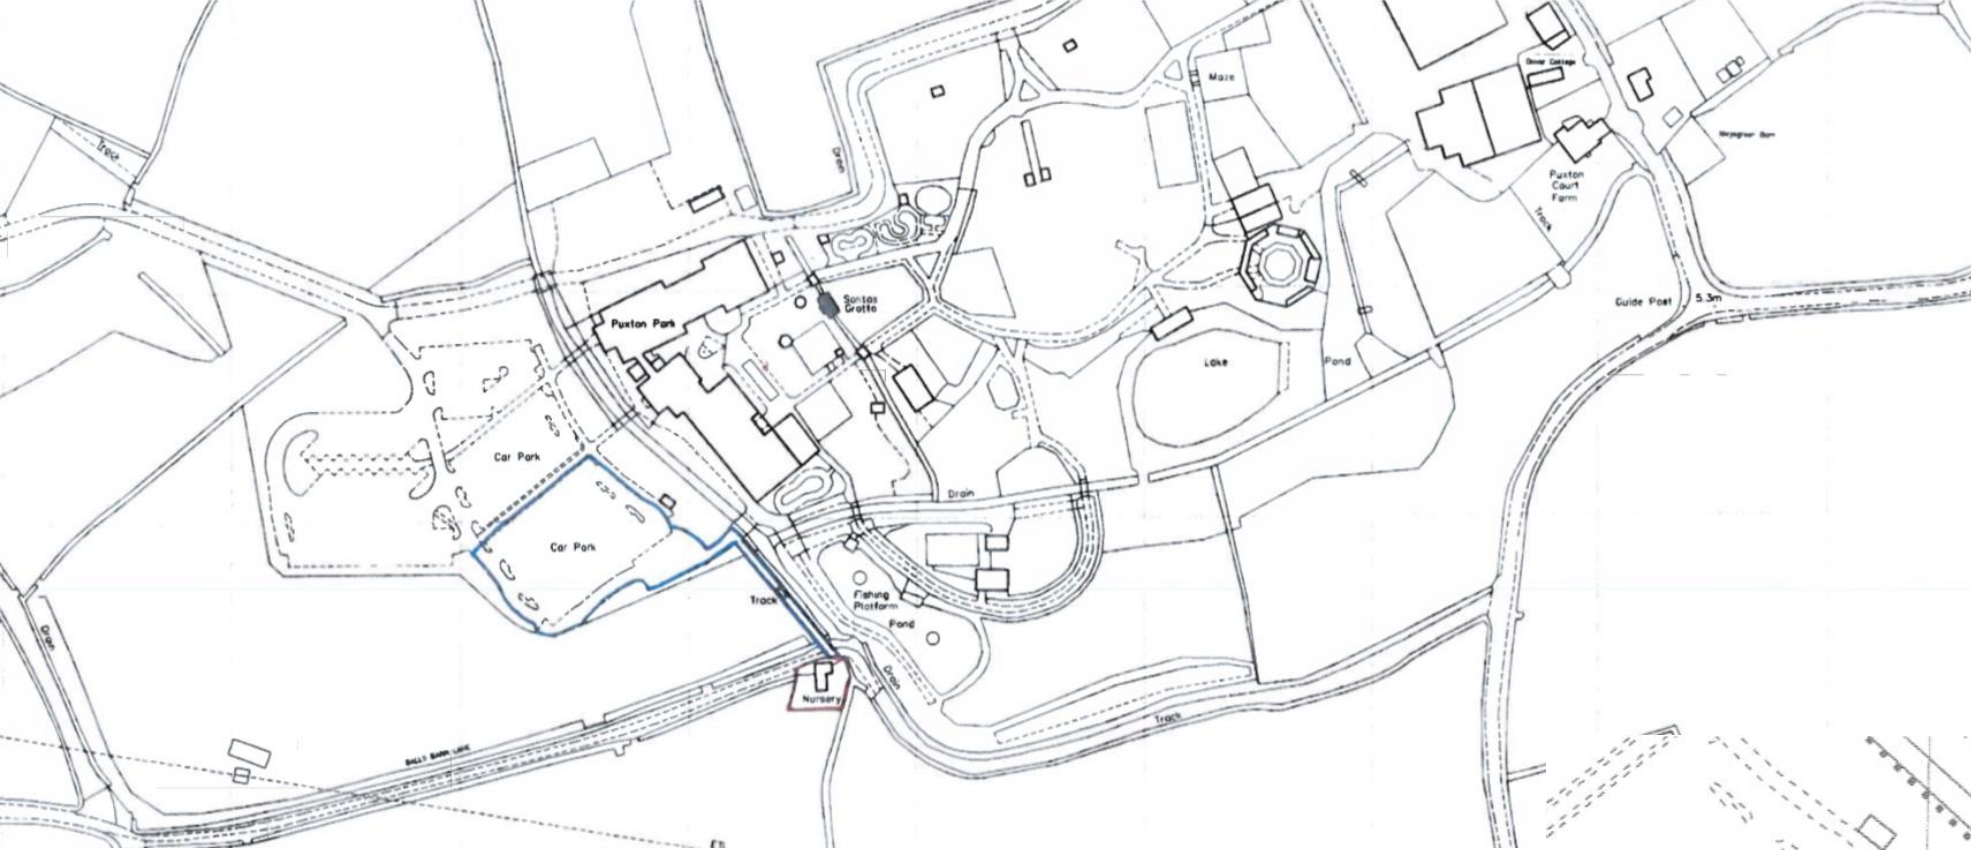 Maze
Drain
Track
Puxton
Court
Farm
Track
Santas
Grotto
Guide Post
5.3m
Puxton Park
Lake
Pond
Car Park
Drain
Car Park
Track
Fishing
Platform
Pond
Drain
Drain
Nursery
Track